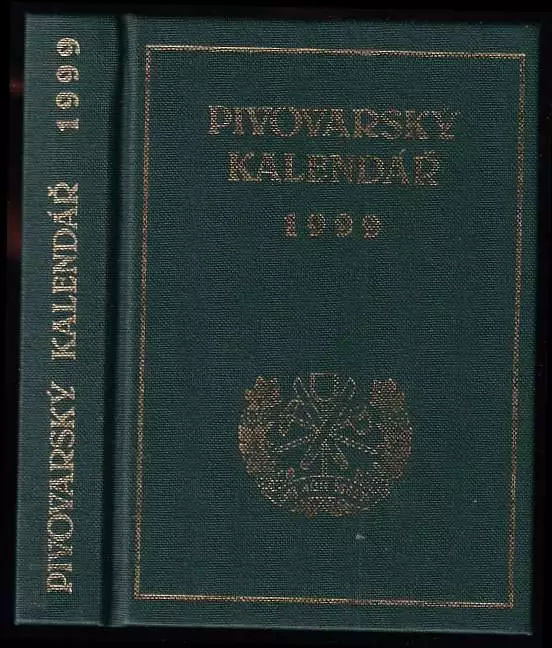 PIVOVARSKÝ KALENDÁŘ 1999
PIVOVARSKÝ
KALENDÁŘ
1999